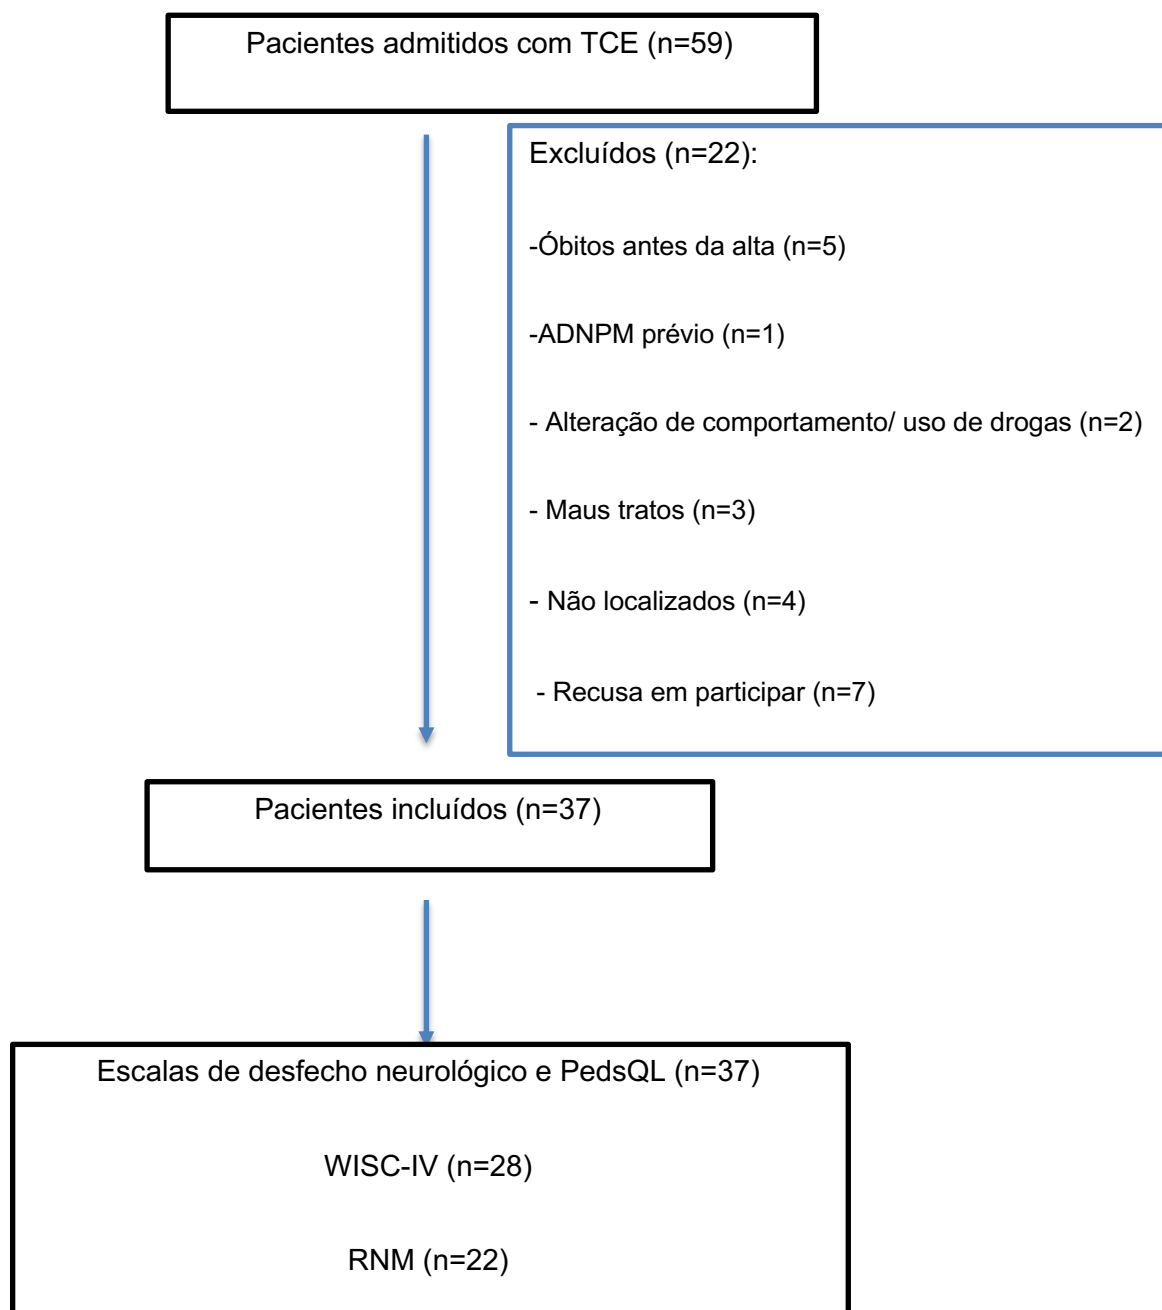 Pacientes admitidos com TCE (n=59)
Excluídos (n=22):
-Óbitos antes da alta (n=5)
-ADNPM prévio (n=1)
- Alteração de comportamento/ uso de drogas (n=2)
- Maus tratos (n=3)
- Não localizados (n=4)
- Recusa em participar (n=7)
Pacientes incluídos (n=37)
Escalas de desfecho neurológico e PedsQL (n=37)
WISC-IV (n=28)
RNM (n=22)